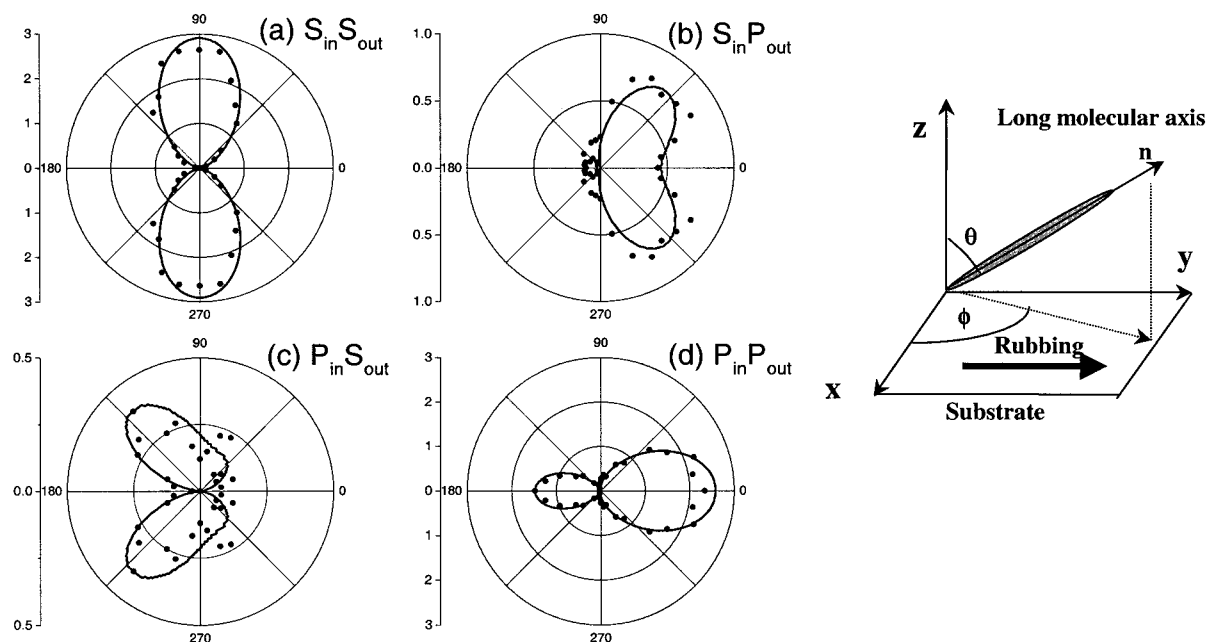 90
(a) S_in S_out
3
2
1
0
1
2
3
180
0
270
90
(b) S_in P_out
1.0
0.5
0.0
0.5
1.0
180
0
270
90
(c) P_in S_out
0.5
0.0
0.5
180
0
270
90
(d) P_in P_out
3
2
1
0
1
2
3
180
0
270
z
Long molecular axis
n
θ
y
ϕ
Rubbing
x
Substrate